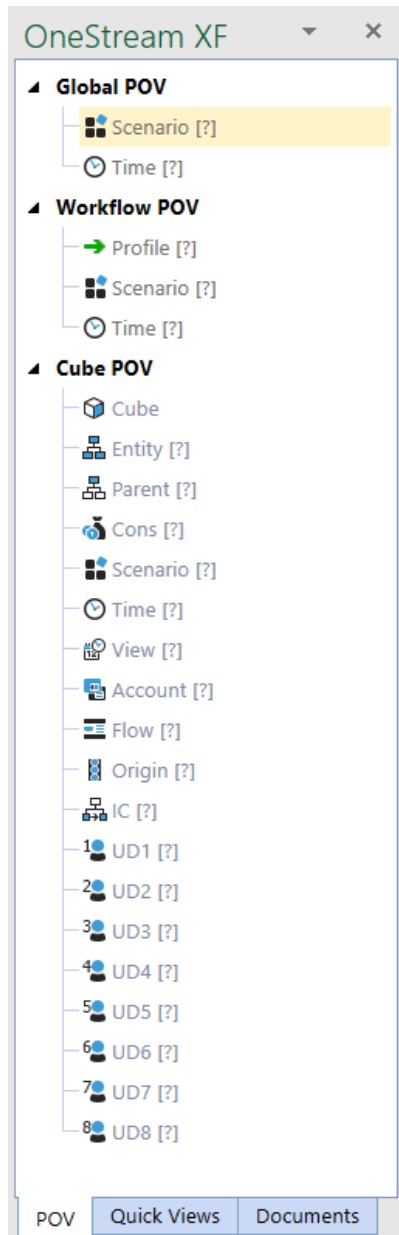 OneStream XF
Global POV
Scenario [?]
Time [?]
Workflow POV
Profile [?]
Scenario [?]
Time [?]
Cube POV
Cube
Entity [?]
Parent [?]
Cons [?]
Scenario [?]
Time [?]
12 View [?]
Account [?]
Flow [?]
Origin [?]
IC [?]
1 UD1 [?]
2 UD2 [?]
3 UD3 [?]
4 UD4 [?]
5 UD5 [?]
6 UD6 [?]
7 UD7 [?]
8 UD8 [?]
POV Quick Views Documents